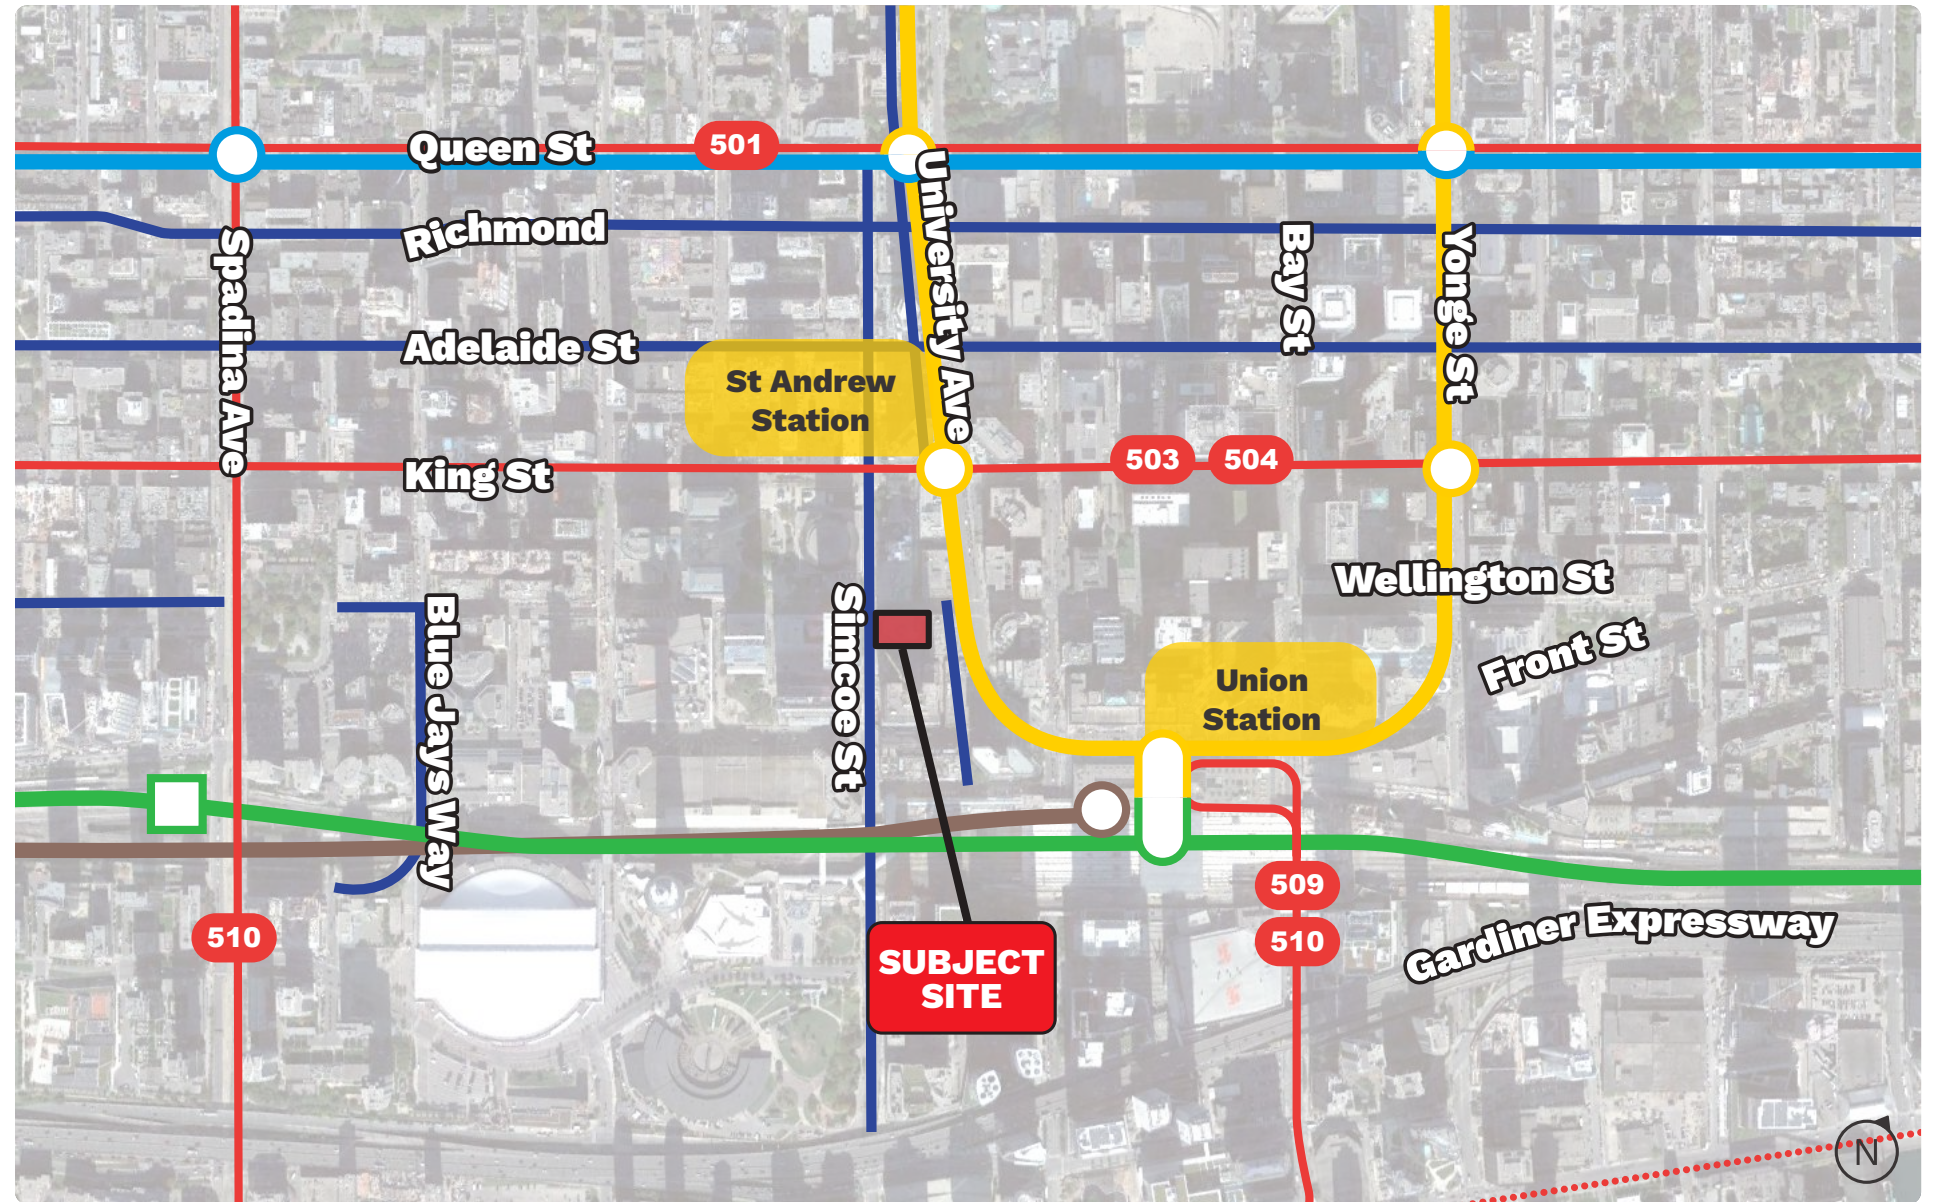 Queen St
501
Richmond
University Ave
Bay St
Yonge St
Spadina Ave
Adelaide St
St Andrew
Station
King St
503
504
Wellington St
Blue Jays Way
Simcoe St
Front St
Union
Station
509
510
510
Gardiner Expressway
SUBJECT
SITE
N